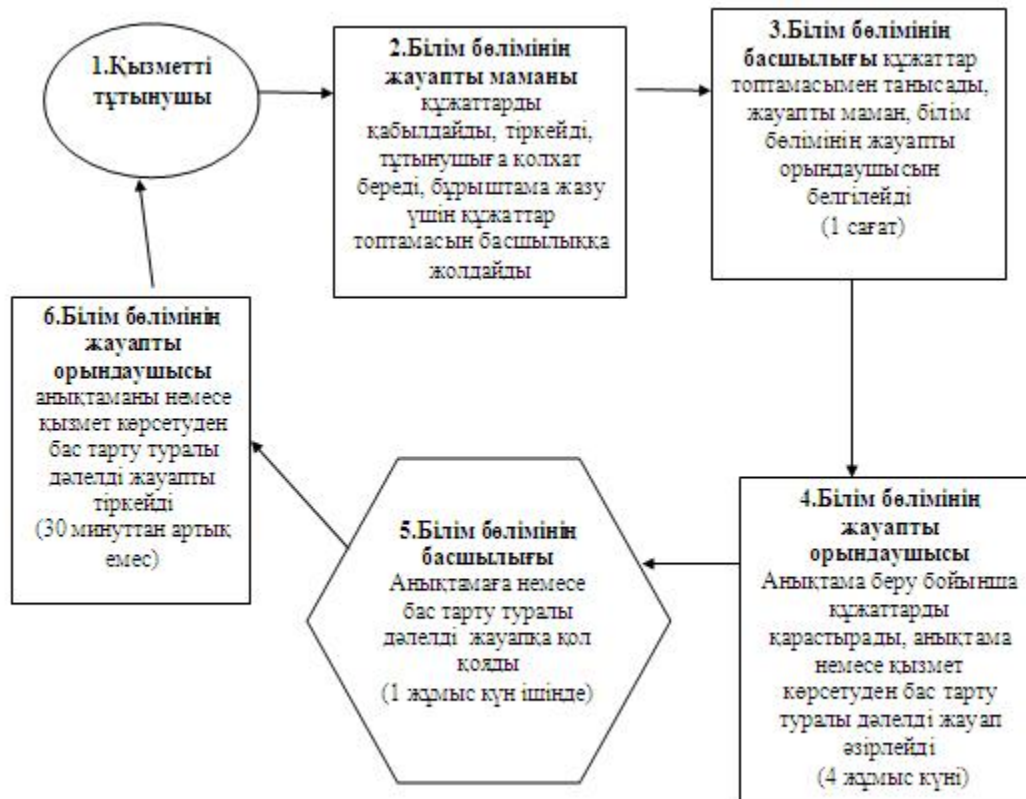 1.Қызметті
тұтынушы
2.Білім бөлімінің
жауапты маманы
құжаттарды
қабылдайды, тіркейді,
тұтынушыға қолхат
береді, бұрыштама жазу
үшін құжаттар
топтамасын басшылыққа
жолдайды
3.Білім бөлімінің
басшылығы құжаттар
топтамасымен танысады,
жауапты маман, білім
бөлімінің жауапты
орындаушысын
белгілейді
(1 сағат)
4.Білім бөлімінің
жауапты
орындаушысы
Анықтама беру бойынша
құжаттарды
қарастырады, анықтама
немесе қызмет
көрсетуден бас тарту
туралы дәлелді жауап
әзірлейді
(4 жұмыс күні)
5.Білім бөлімінің
басшылығы
Анықтамаға немесе
бас тарту туралы
дәлелді жауапқа қол
қояды
(1 жұмыс күн ішінде)
6.Білім бөлімінің
жауапты
орындаушысы
анықтаманы немесе
қызмет көрсетуден
бас тарту туралы
дәлелді жауапты
тіркейді
(30 минуттан артық
емес)